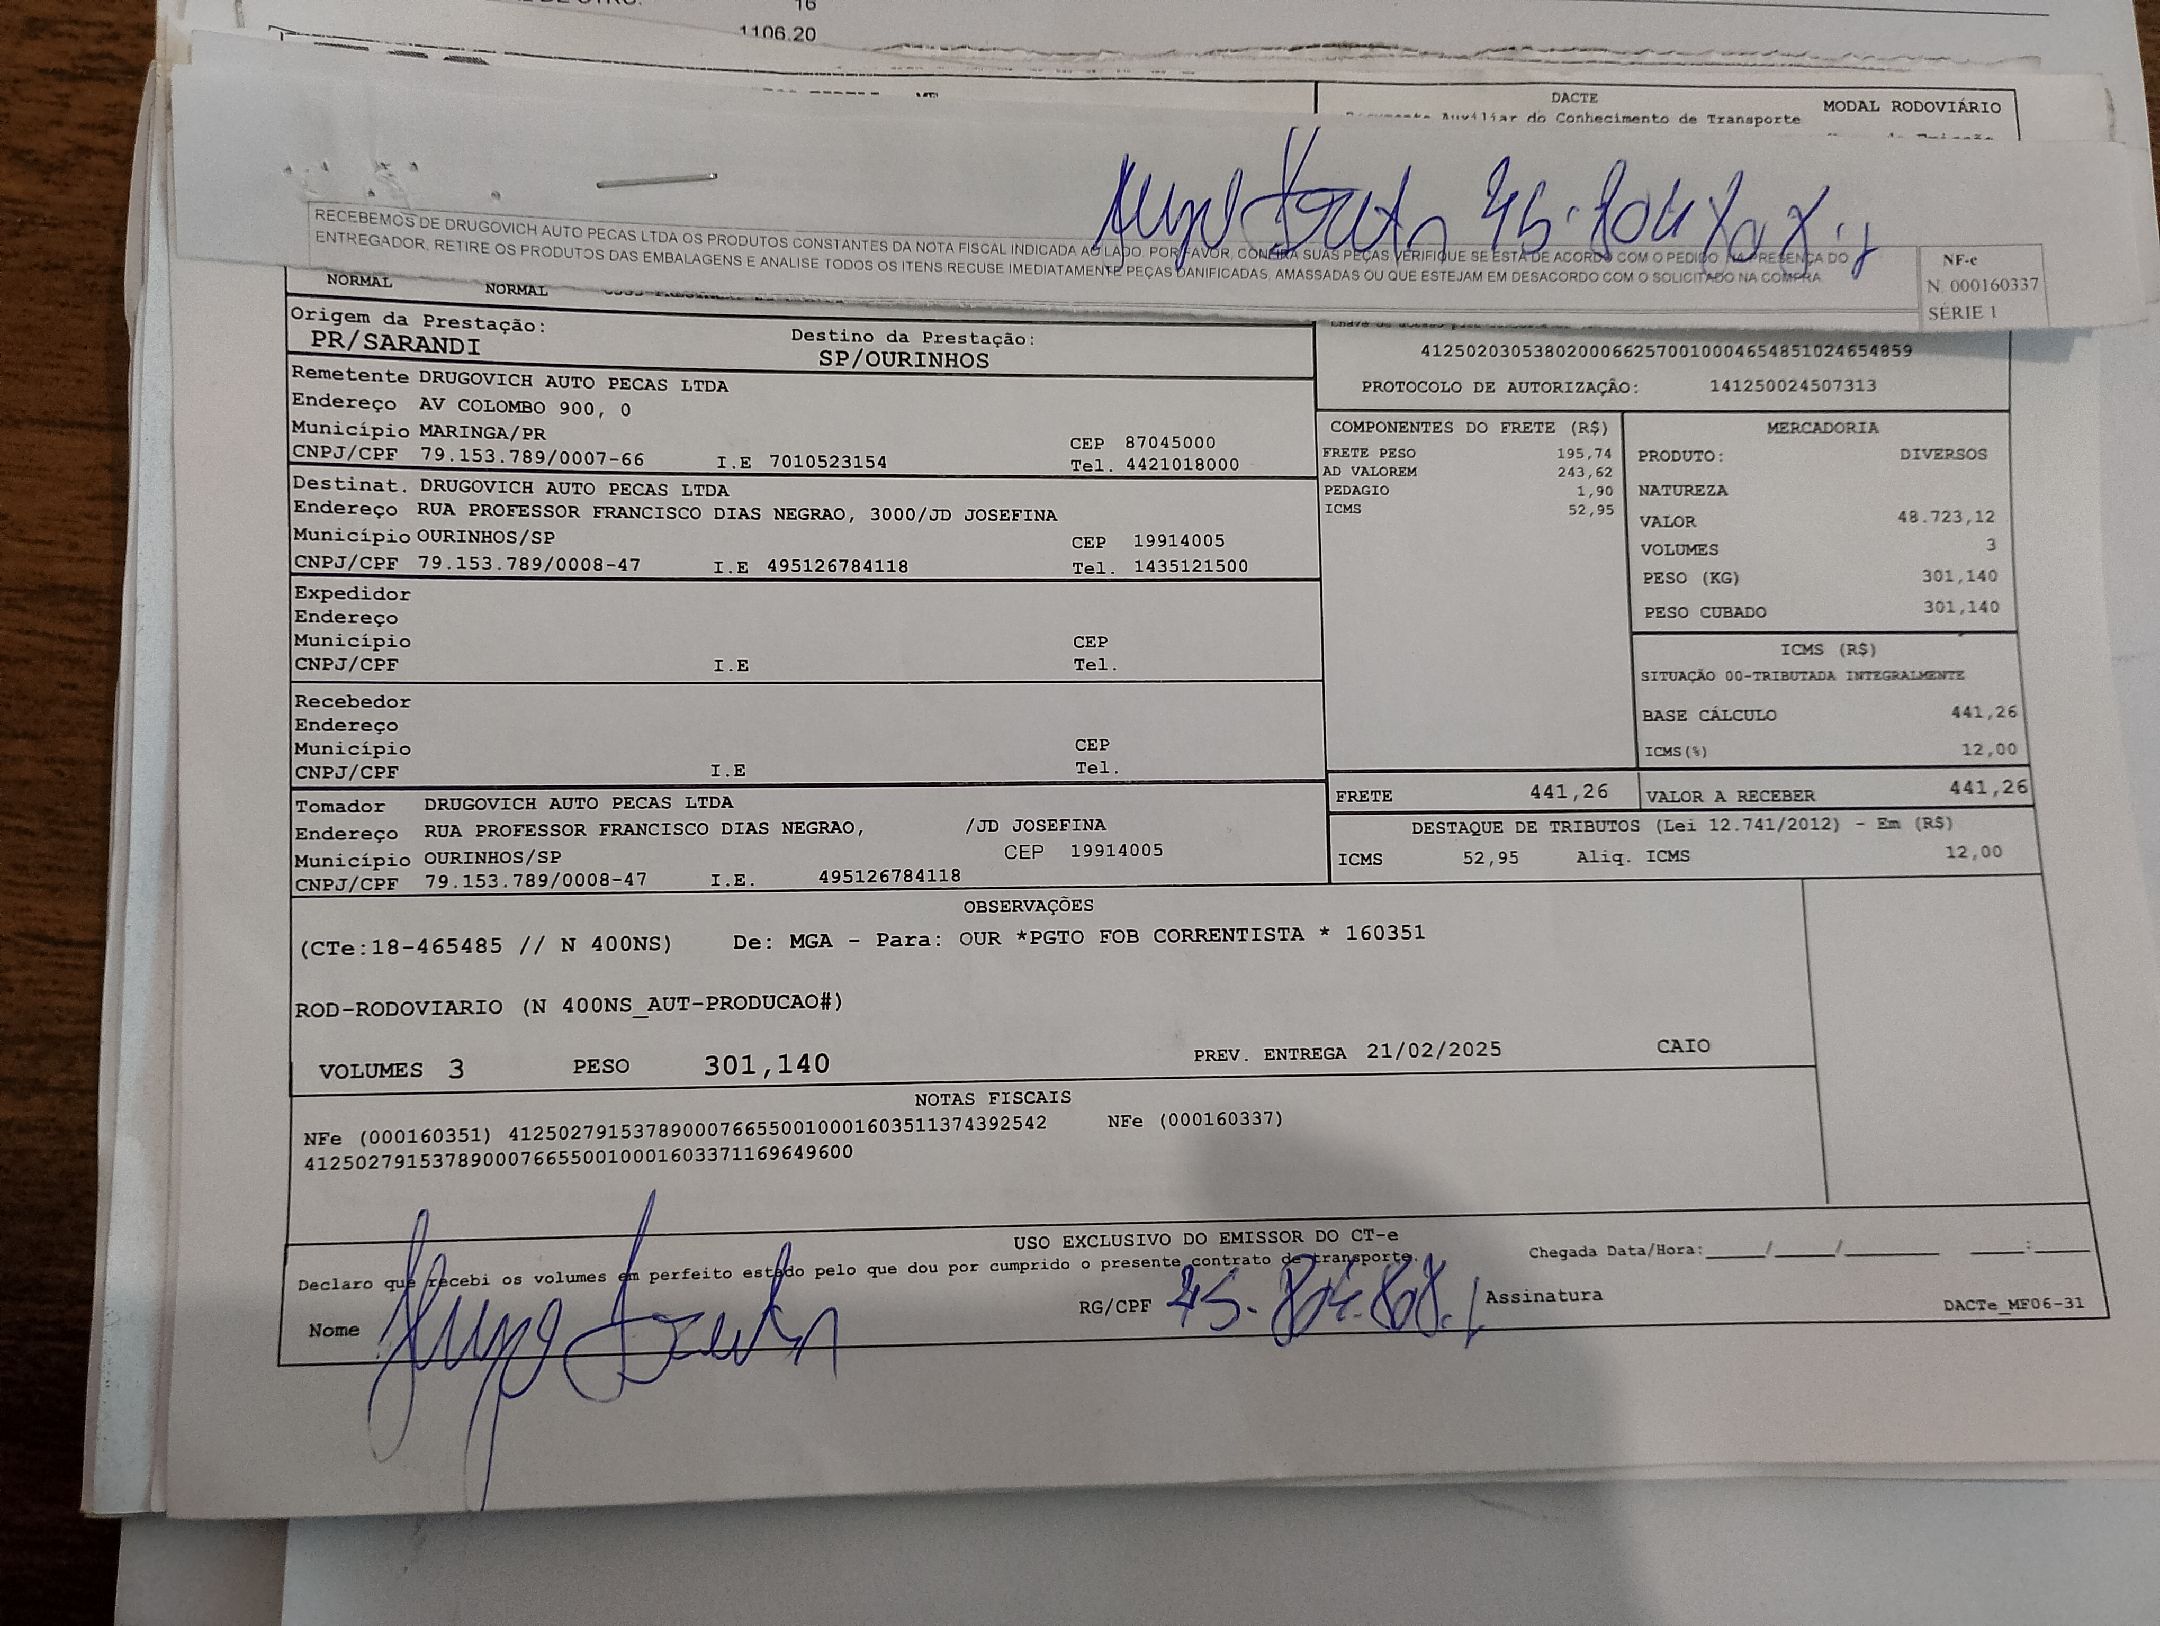 16
1106.20
DACTE
MODAL RODOVIÁRIO
Auxiliar do Conhecimento de Transporte
RECEBEMOS DE DRUGOVICH AUTO PECAS LTDA OS PRODUTOS CONSTANTES DA NOTA FISCAL INDICADA AO LADO. POR FAVOR, CONFIRA SUAS PEÇAS VERIFIQUE SE ESTÁ DE ACORDO COM O PEDIDO NA PRESENÇA DO
ENTREGADOR, RETIRE OS PRODUTOS DAS EMBALAGENS E ANALISE TODOS OS ITENS RECUSE IMEDIATAMENTE PEÇAS DANIFICADAS, AMASSADAS OU QUE ESTEJAM EM DESACORDO COM O SOLICITADO NA COMPRA
NF-e
N. 000160337
SÉRIE 1
NORMAL NORMAL
Origem da Prestação: Destino da Prestação:
PR/SARANDI SP/OURINHOS
Remetente DRUGOVICH AUTO PECAS LTDA
Endereço AV COLOMBO 900, 0
Município MARINGA/PR CEP 87045000
CNPJ/CPF 79.153.789/0007-66 I.E 7010523154 Tel. 4421018000
Destinat. DRUGOVICH AUTO PECAS LTDA
Endereço RUA PROFESSOR FRANCISCO DIAS NEGRAO, 3000/JD JOSEFINA
Município OURINHOS/SP CEP 19914005
CNPJ/CPF 79.153.789/0008-47 I.E 495126784118 Tel. 1435121500
Expedidor
Endereço
Município CEP
CNPJ/CPF I.E Tel.
Recebedor
Endereço
Município CEP
CNPJ/CPF I.E Tel.
Tomador DRUGOVICH AUTO PECAS LTDA
Endereço RUA PROFESSOR FRANCISCO DIAS NEGRAO, /JD JOSEFINA
Município OURINHOS/SP CEP 19914005
CNPJ/CPF 79.153.789/0008-47 I.E. 495126784118
41250203053802000662570010004654851024654859
PROTOCOLO DE AUTORIZAÇÃO: 141250024507313
COMPONENTES DO FRETE (R$)
FRETE PESO 195,74
AD VALOREM 243,62
PEDAGIO 1,90
ICMS 52,95
MERCADORIA
PRODUTO: DIVERSOS
NATUREZA
VALOR 48.723,12
VOLUMES 3
PESO (KG) 301,140
PESO CUBADO 301,140
ICMS (R$)
SITUAÇÃO 00-TRIBUTADA INTEGRALMENTE
BASE CÁLCULO 441,26
ICMS(%) 12,00
FRETE 441,26 VALOR A RECEBER 441,26
DESTAQUE DE TRIBUTOS (Lei 12.741/2012) - Em (R$)
ICMS 52,95 Aliq. ICMS 12,00
OBSERVAÇÕES
(CTe:18-465485 // N 400NS) De: MGA - Para: OUR *PGTO FOB CORRENTISTA * 160351
ROD-RODOVIARIO (N 400NS_AUT-PRODUCAO#)
VOLUMES 3 PESO 301,140 PREV. ENTREGA 21/02/2025 CAIO
NOTAS FISCAIS
NFe (000160351) 41250279153789000766550010001603511374392542 NFe (000160337)
41250279153789000766550010001603371169649600
USO EXCLUSIVO DO EMISSOR DO CT-e
Declaro que recebi os volumes em perfeito estado pelo que dou por cumprido o presente contrato de transporte.
Chegada Data/Hora:_____/_____/_______ ____:____
Nome RG/CPF Assinatura
DACTe_MF06-31